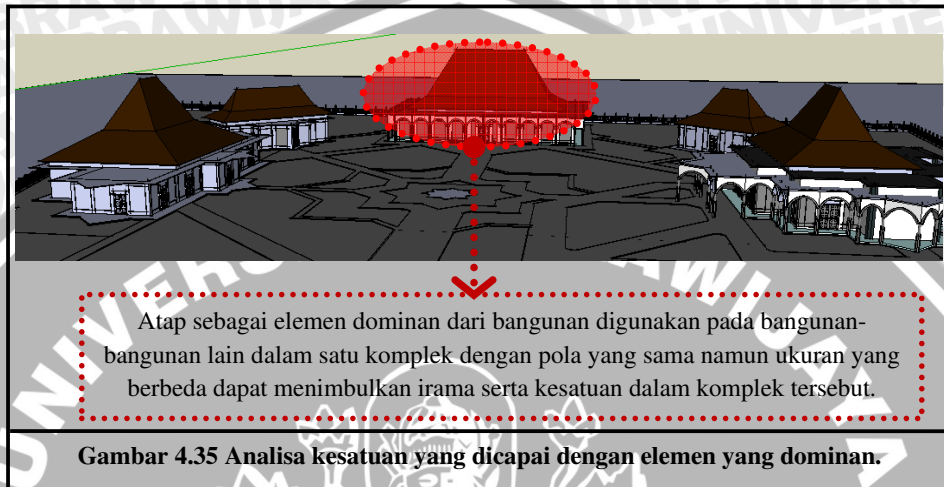 Atap sebagai elemen dominan dari bangunan digunakan pada bangunan-
bangunan lain dalam satu komplek dengan pola yang sama namun ukuran yang
berbeda dapat menimbulkan irama serta kesatuan dalam komplek tersebut.
Gambar 4.35 Analisa kesatuan yang dicapai dengan elemen yang dominan.